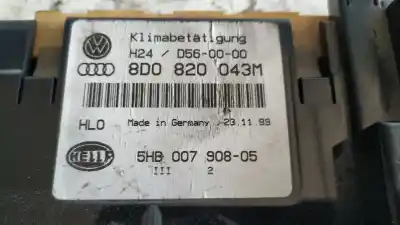 Klimabetätigung
H24 / D56-00-00
8D0 820 043M
HLO Made in Germany 23.11.99
HELLA 5HB 007 908-05
III 2